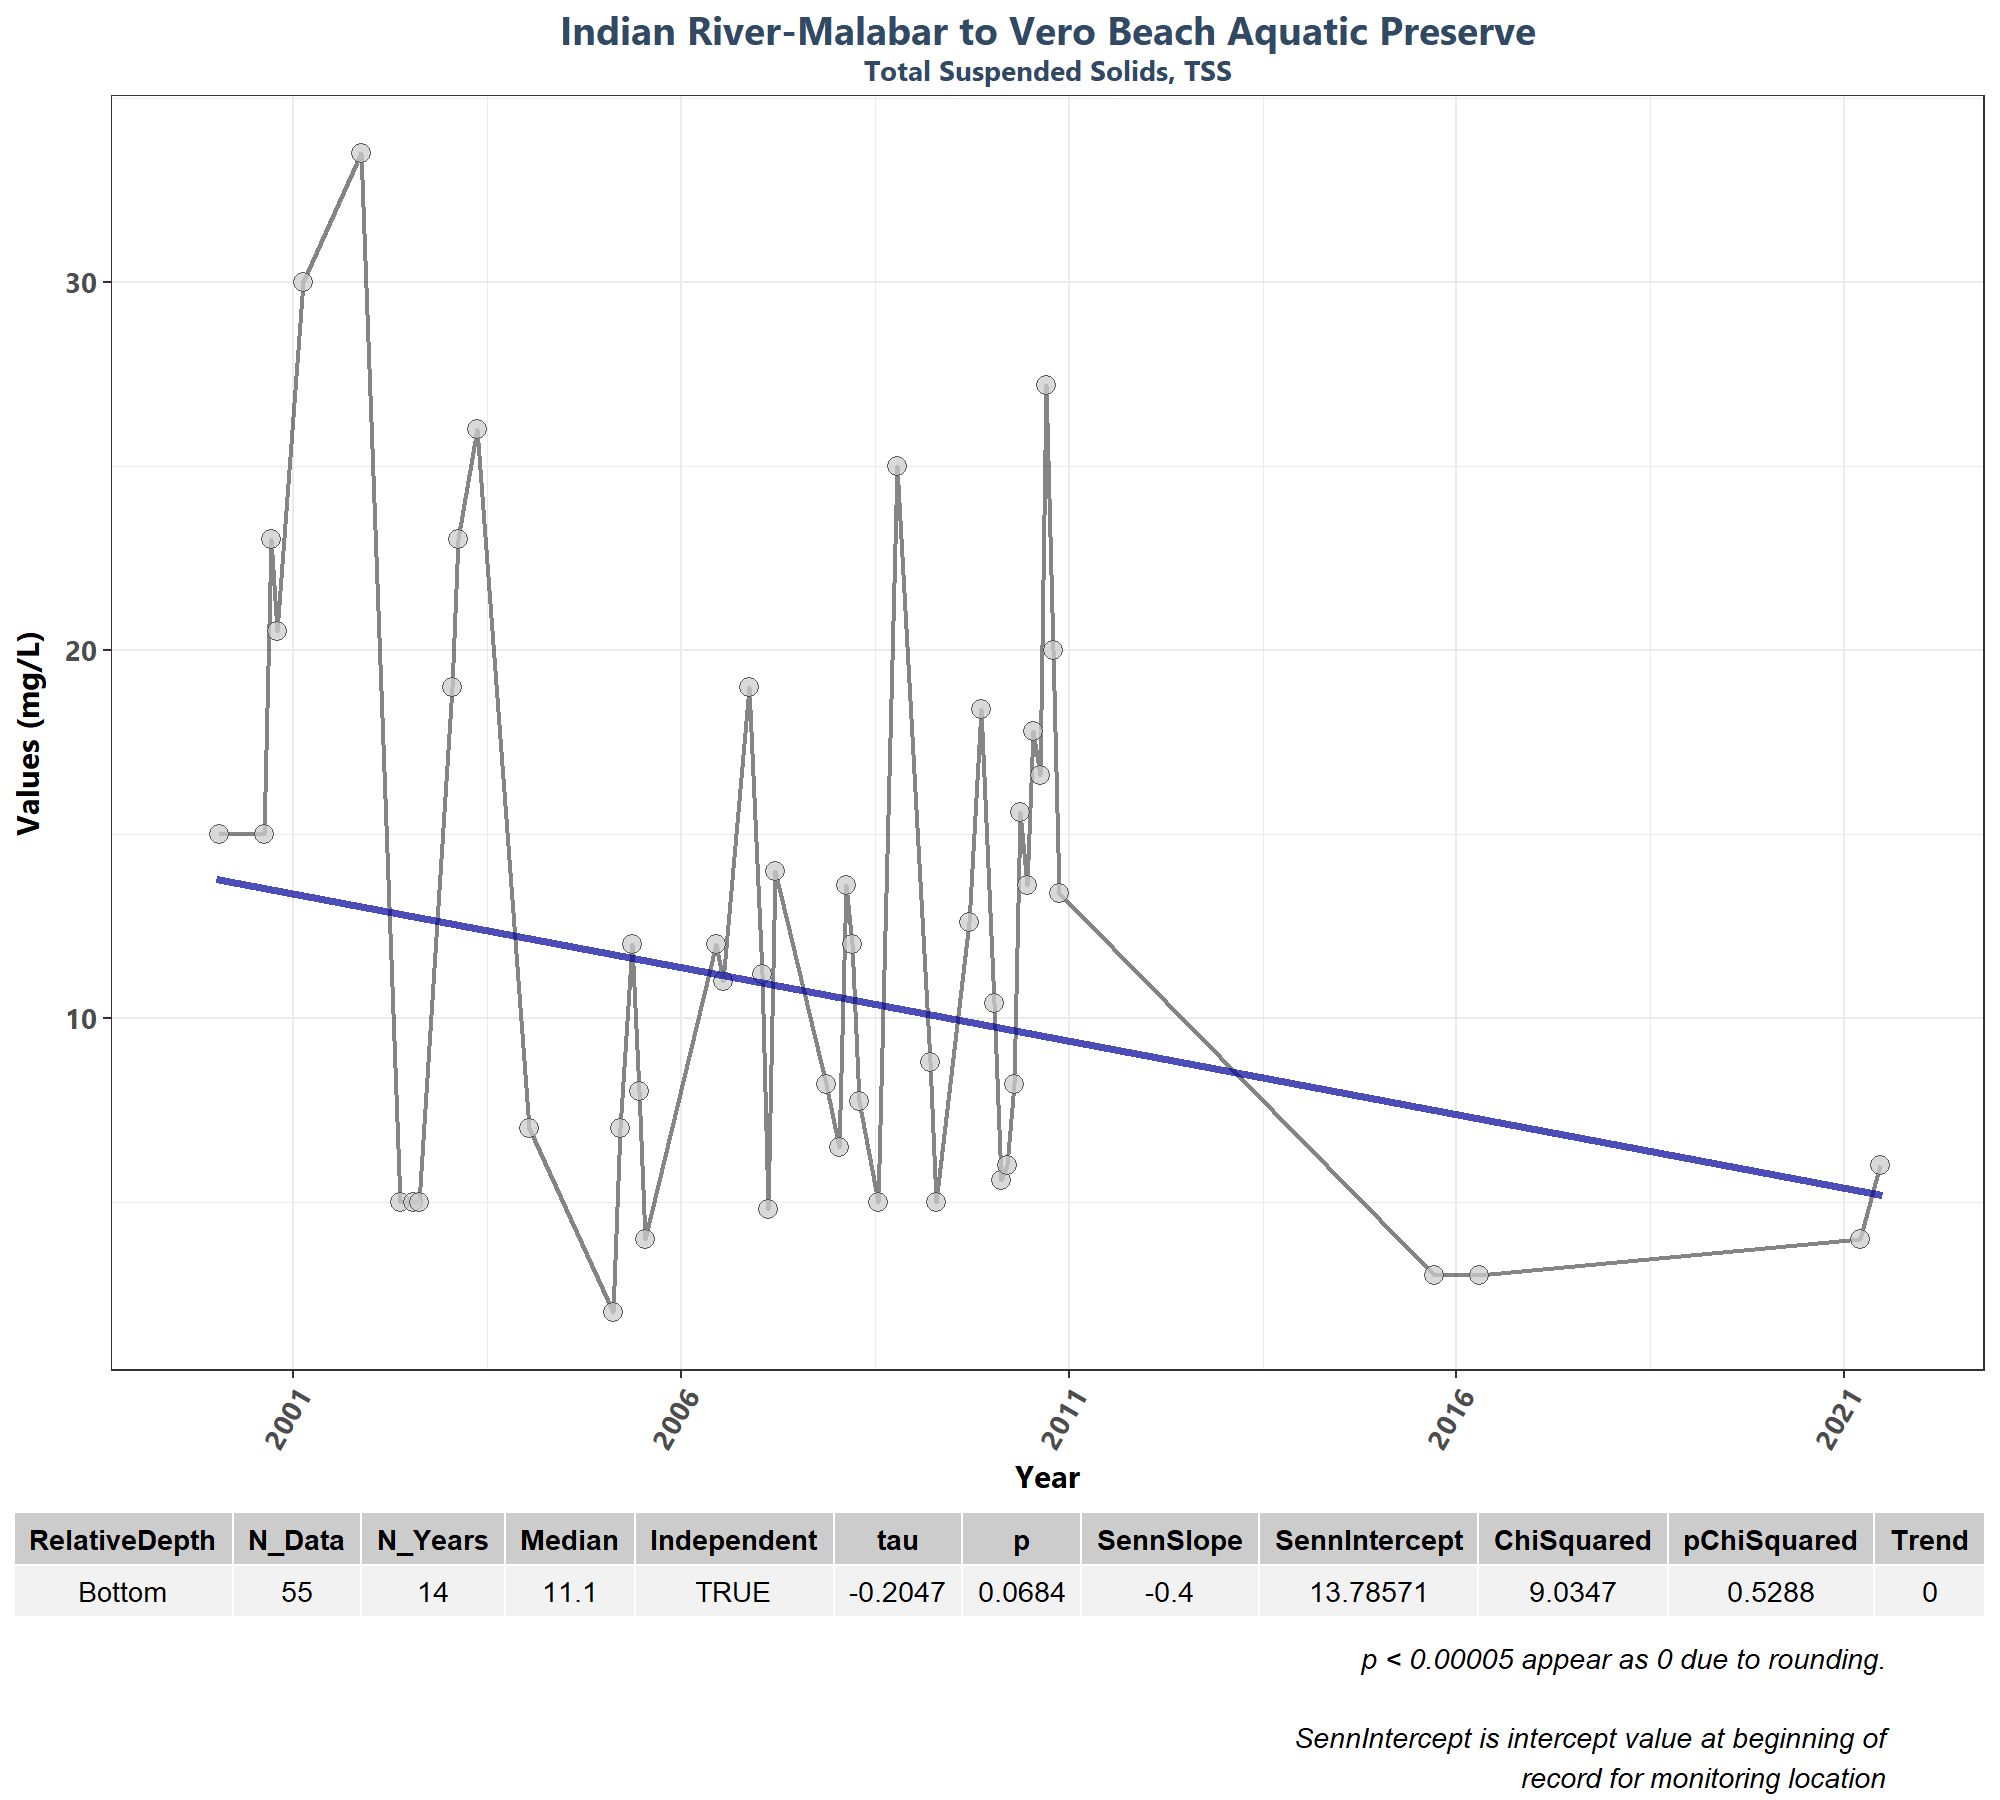 Indian River-Malabar to Vero Beach Aquatic Preserve
Total Suspended Solids, TSS
Values (mg/L)
30
20
10
2001
2006
2011
2016
2021
Year
RelativeDepth N_Data N_Years Median Independent tau p SennSlope SennIntercept ChiSquared pChiSquared Trend
Bottom 55 14 11.1 TRUE -0.2047 0.0684 -0.4 13.78571 9.0347 0.5288 0
p < 0.00005 appear as 0 due to rounding.
SennIntercept is intercept value at beginning of
record for monitoring location